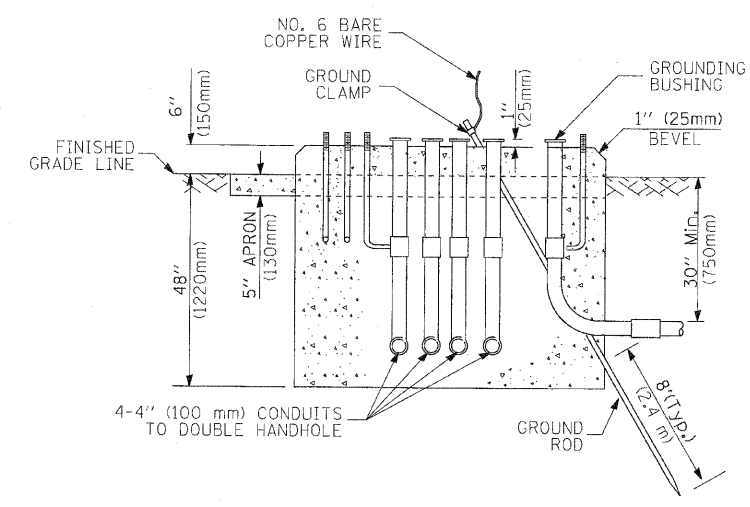 NO. 6 BARE
COPPER WIRE
GROUND
CLAMP
6"
(150mm)
1"
(25mm)
GROUNDING
BUSHING
1" (25mm)
BEVEL
FINISHED
GRADE LINE
48"
(1220mm)
5" APRON
(130mm)
30" Min.
(750mm)
4-4" (100 mm) CONDUITS
TO DOUBLE HANDHOLE
GROUND
ROD
8'(Typ.)
(2.4 m)